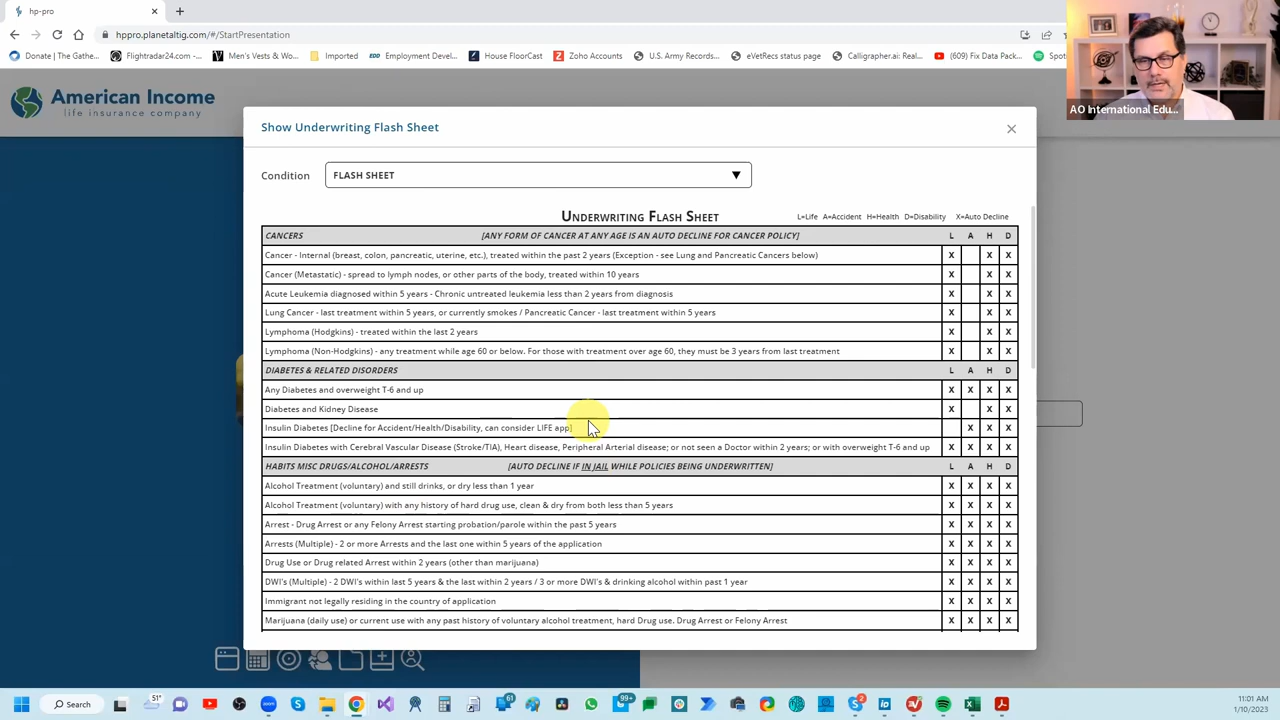 hp-pro
hppro.planetaltig.com/#/StartPresentation
Donate | The Gathe...
Flightradar24.com -...
Men's Vests & Wo...
Imported
EDD Employment Devel...
House FloorCast
Zoho Accounts
U.S. Army Records...
eVetRecs status page
Calligrapher.ai: Real...
(609) Fix Data Pack...
Spot
AO International Edu...
American Income
life insurance company
Show Underwriting Flash Sheet
Condition
FLASH SHEET
UNDERWRITING FLASH SHEET
L=Life A=Accident H=Health D=Disability X=Auto Decline
CANCERS [ANY FORM OF CANCER AT ANY AGE IS AN AUTO DECLINE FOR CANCER POLICY] L A H D
Cancer - Internal (breast, colon, pancreatic, uterine, etc.), treated within the past 2 years (Exception - see Lung and Pancreatic Cancers below) X X X
Cancer (Metastatic) - spread to lymph nodes, or other parts of the body, treated within 10 years X X X
Acute Leukemia diagnosed within 5 years - Chronic untreated leukemia less than 2 years from diagnosis X X X
Lung Cancer - last treatment within 5 years, or currently smokes / Pancreatic Cancer - last treatment within 5 years X X X
Lymphoma (Hodgkins) - treated within the last 2 years X X X
Lymphoma (Non-Hodgkins) - any treatment while age 60 or below. For those with treatment over age 60, they must be 3 years from last treatment X X X
DIABETES & RELATED DISORDERS L A H D
Any Diabetes and overweight T-6 and up X X X X
Diabetes and Kidney Disease X X X
Insulin Diabetes [Decline for Accident/Health/Disability, can consider LIFE app] X X X
Insulin Diabetes with Cerebral Vascular Disease (Stroke/TIA), Heart disease, Peripheral Arterial disease; or not seen a Doctor within 2 years; or with overweight T-6 and up X X X X
HABITS MISC DRUGS/ALCOHOL/ARRESTS [AUTO DECLINE IF IN JAIL WHILE POLICIES BEING UNDERWRITTEN] L A H D
Alcohol Treatment (voluntary) and still drinks, or dry less than 1 year X X X X
Alcohol Treatment (voluntary) with any history of hard drug use, clean & dry from both less than 5 years X X X X
Arrest - Drug Arrest or any Felony Arrest starting probation/parole within the past 5 years X X X X
Arrests (Multiple) - 2 or more Arrests and the last one within 5 years of the application X X X X
Drug Use or Drug related Arrest within 2 years (other than marijuana) X X X X
DWI's (Multiple) - 2 DWI's within last 5 years & the last within 2 years / 3 or more DWI's & drinking alcohol within past 1 year X X X X
Immigrant not legally residing in the country of application X X X X
Marijuana (daily use) or current use with any past history of voluntary alcohol treatment, hard Drug use. Drug Arrest or Felony Arrest X X X X
Search
51°
61
99+
2
11:01 AM
1/10/2023